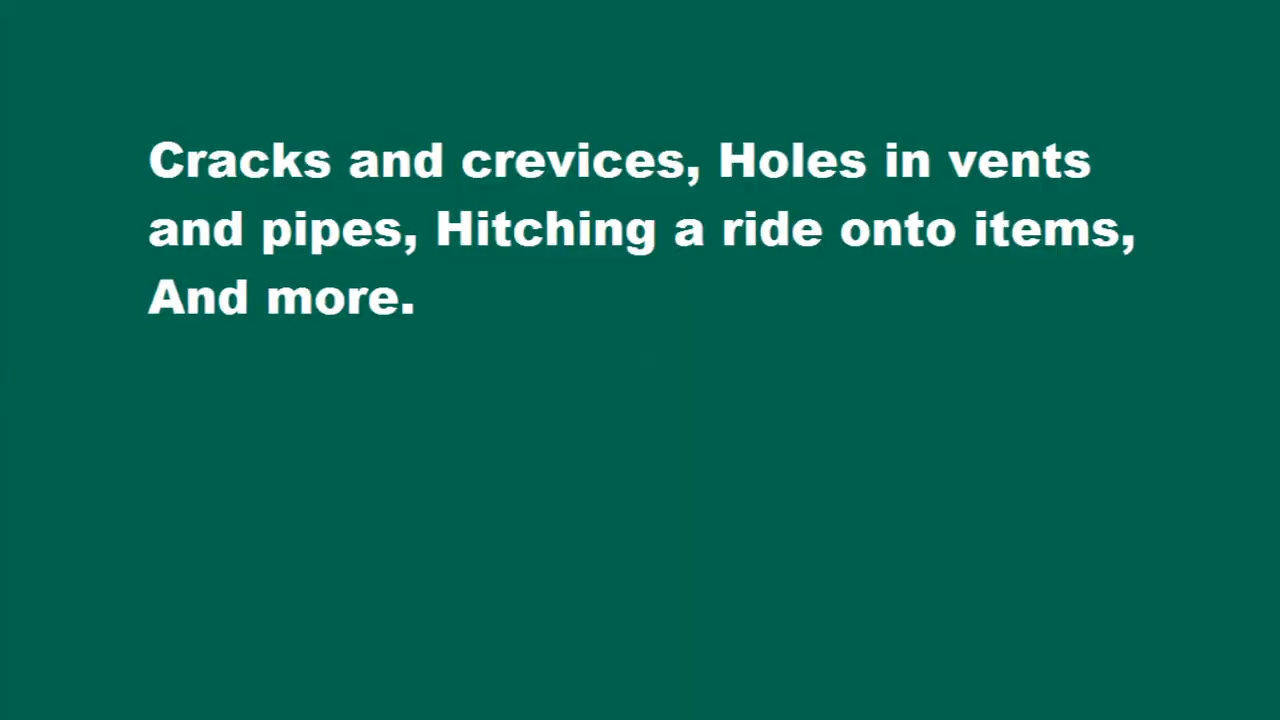 Cracks and crevices, Holes in vents
and pipes, Hitching a ride onto items,
And more.